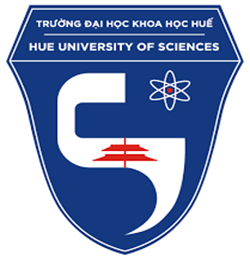 TRƯỜNG ĐẠI HỌC KHOA HỌC HUẾ
HUE UNIVERSITY OF SCIENCES